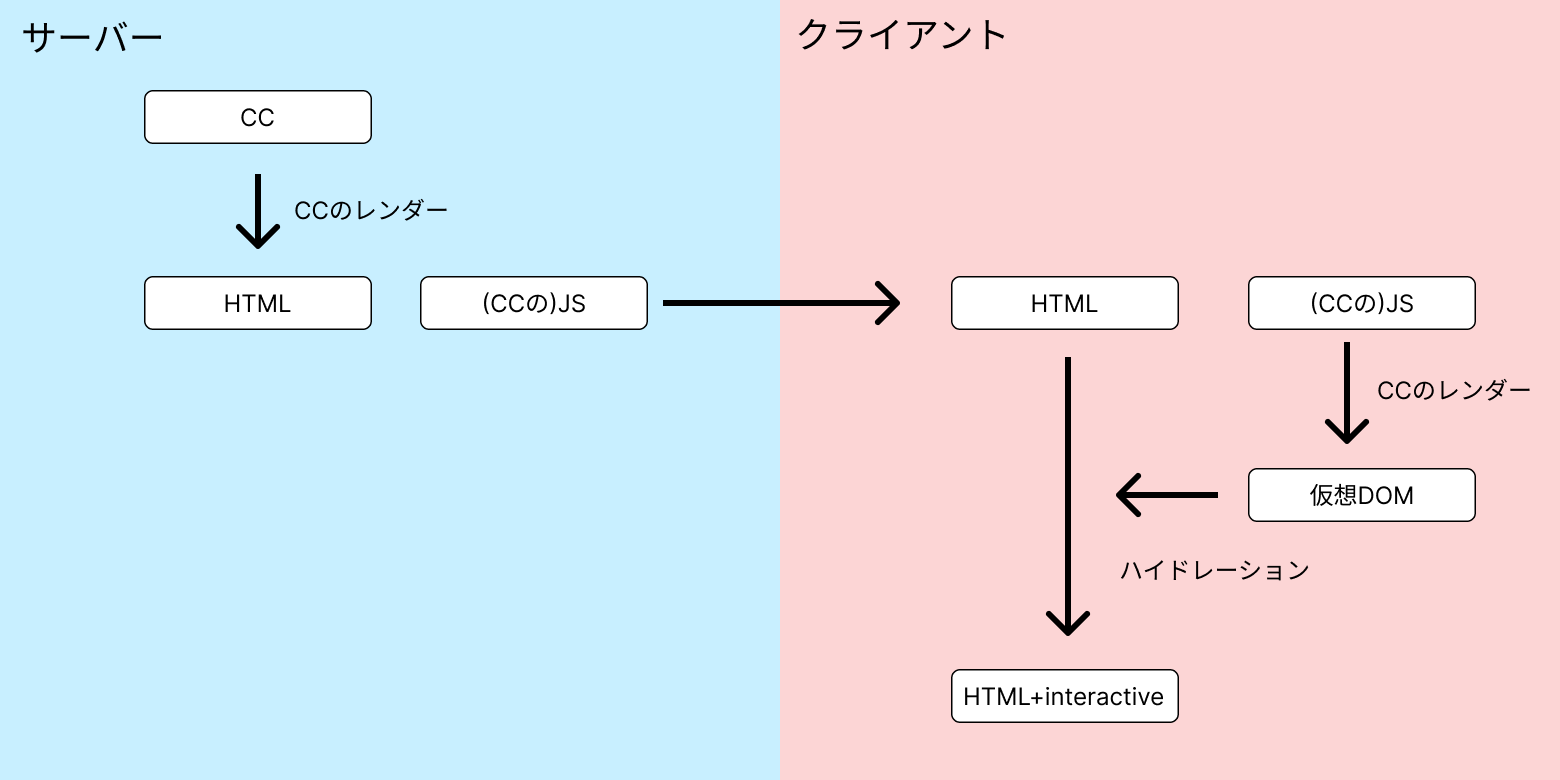 サーバー
クライアント
CC
CCのレンダー
HTML
(CCの)JS
HTML
(CCの)JS
CCのレンダー
仮想DOM
ハイドレーション
HTML+interactive